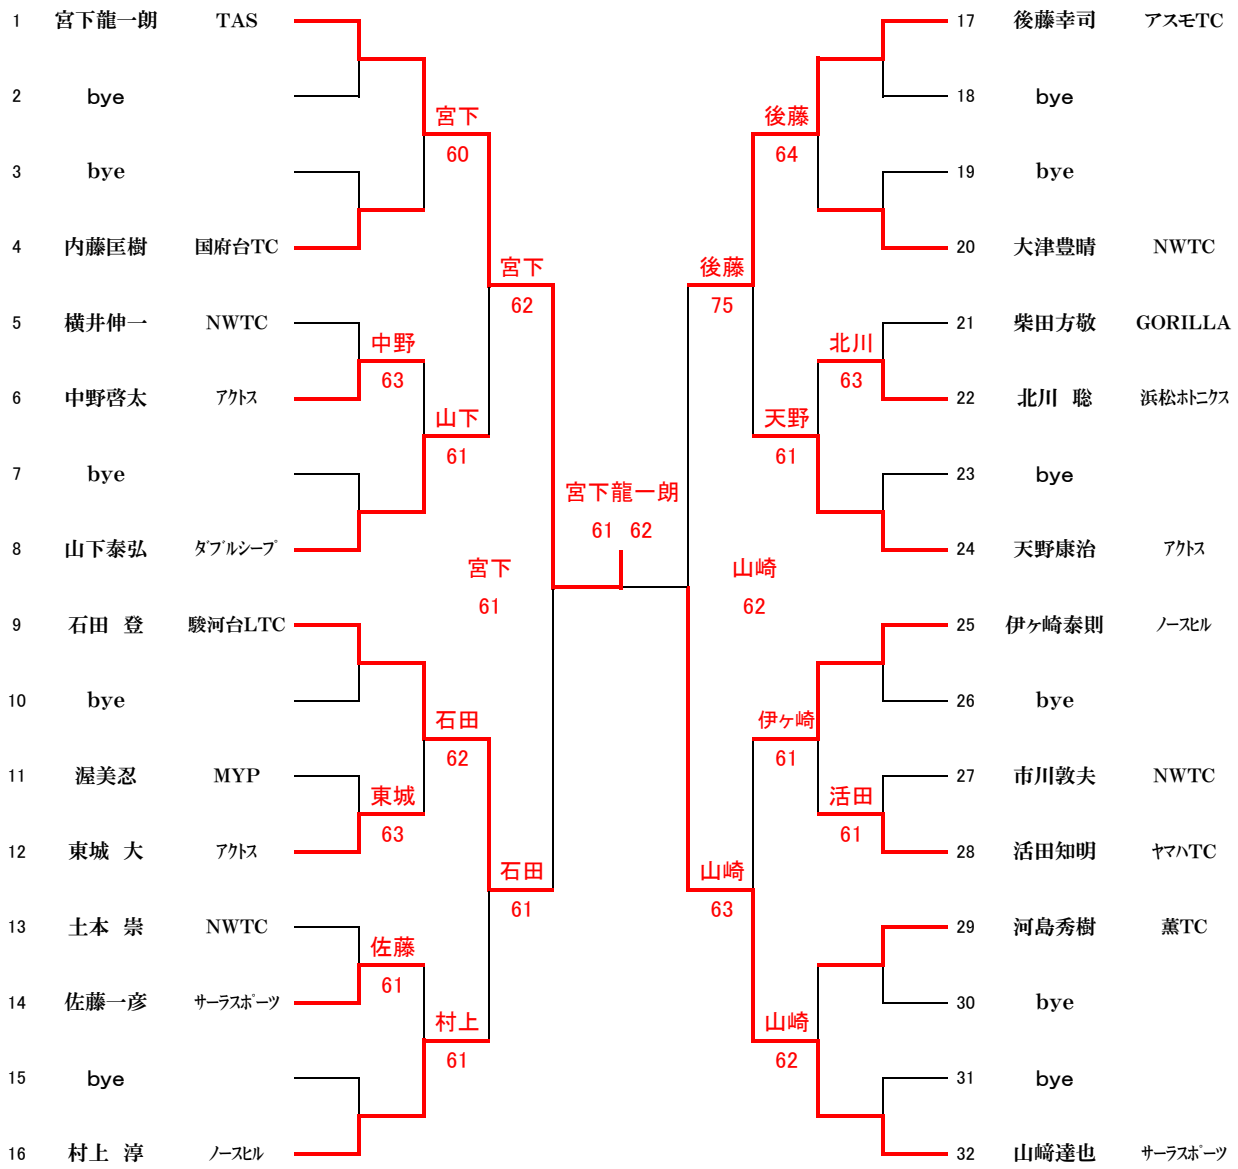 1 宮下龍一朗 TAS
2 bye
3 bye
4 内藤匡樹 国府台TC
5 横井伸一 NWTC
6 中野啓太 アクトス
7 bye
8 山下泰弘 ダブルシープ
9 石田 登 駿河台LTC
10 bye
11 渥美忍 MYP
12 東城 大 アクトス
13 土本 崇 NWTC
14 佐藤一彦 サーラスポーツ
15 bye
16 村上 淳 ノースヒル
宮下
60
中野
63
山下
61
宮下
62
石田
62
東城
63
佐藤
61
村上
61
石田
61
宮下
61
宮下龍一朗
61 62
山崎
62
後藤
64
後藤
75
北川
63
天野
61
伊ヶ崎
61
活田
61
山崎
63
山崎
62
17 後藤幸司 アスモTC
18 bye
19 bye
20 大津豊晴 NWTC
21 柴田方敬 GORILLA
22 北川 聡 浜松ホトニクス
23 bye
24 天野康治 アクトス
25 伊ヶ崎泰則 ノースヒル
26 bye
27 市川敦夫 NWTC
28 活田知明 ヤマハTC
29 河島秀樹 薫TC
30 bye
31 bye
32 山﨑達也 サーラスポーツ